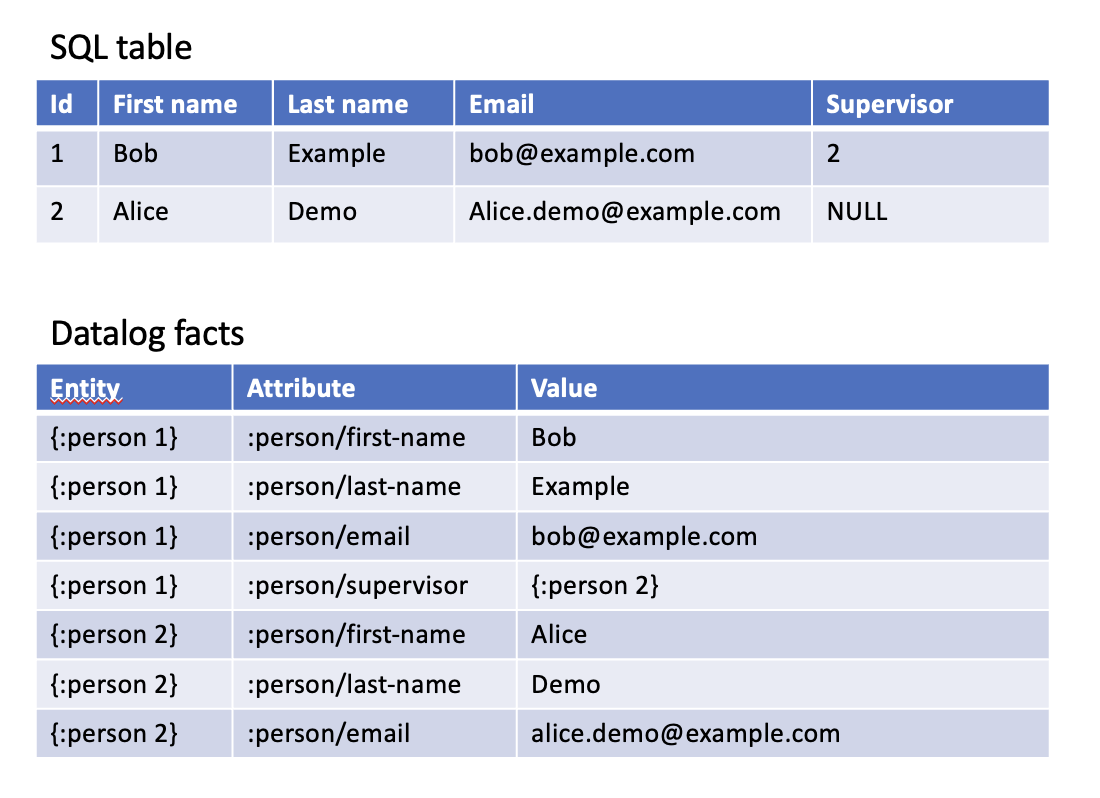 SQL table
Id First name Last name Email Supervisor
1 Bob Example bob@example.com 2
2 Alice Demo Alice.demo@example.com NULL
Datalog facts
Entity Attribute Value
{:person 1} :person/first-name Bob
{:person 1} :person/last-name Example
{:person 1} :person/email bob@example.com
{:person 1} :person/supervisor {:person 2}
{:person 2} :person/first-name Alice
{:person 2} :person/last-name Demo
{:person 2} :person/email alice.demo@example.com